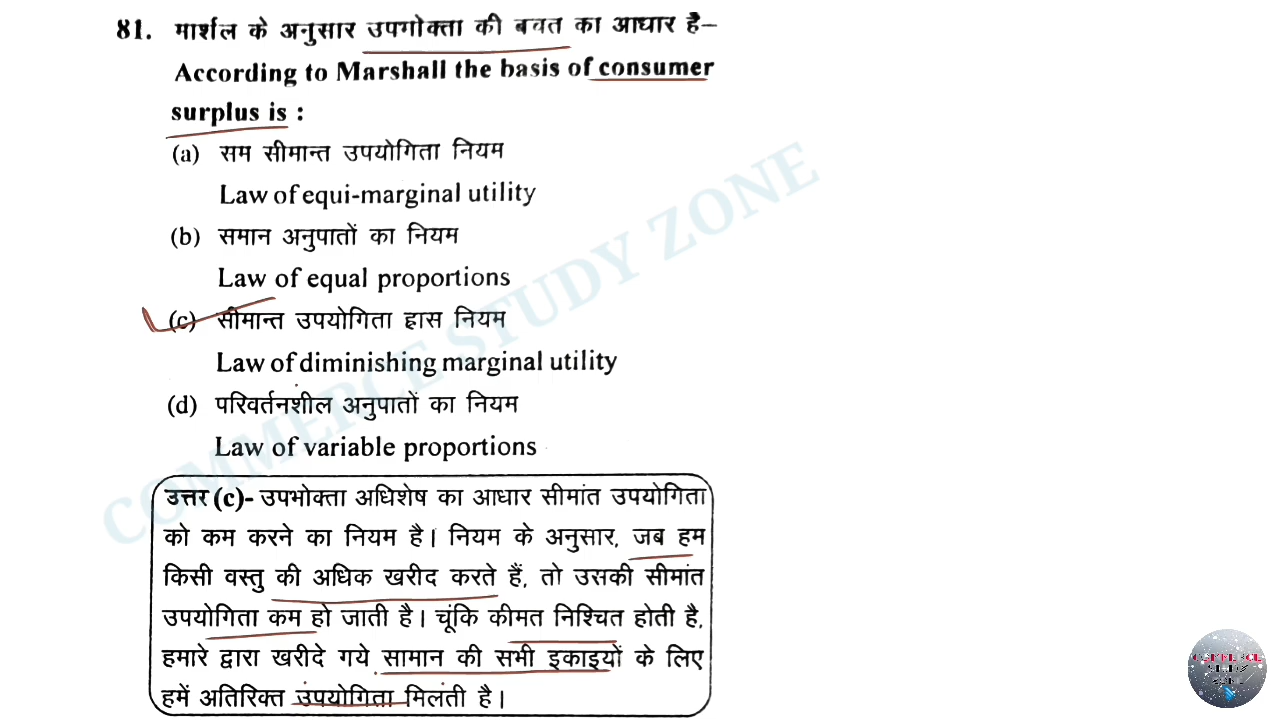 81. मार्शल के अनुसार उपभोक्ता की बचत का आधार है–
According to Marshall the basis of consumer
surplus is :
(a) सम सीमान्त उपयोगिता नियम
Law of equi-marginal utility
(b) समान अनुपातों का नियम
Law of equal proportions
(c) सीमान्त उपयोगिता ह्रास नियम
Law of diminishing marginal utility
(d) परिवर्तनशील अनुपातों का नियम
Law of variable proportions
उत्तर (c)- उपभोक्ता अधिशेष का आधार सीमांत उपयोगिता
को कम करने का नियम है। नियम के अनुसार, जब हम
किसी वस्तु की अधिक खरीद करते हैं, तो उसकी सीमांत
उपयोगिता कम हो जाती है। चूंकि कीमत निश्चित होती है,
हमारे द्वारा खरीदे गये सामान की सभी इकाइयों के लिए
हमें अतिरिक्त उपयोगिता मिलती है।
COMMERCE STUDY ZONE
COMMERCE
STUDY
ZONE